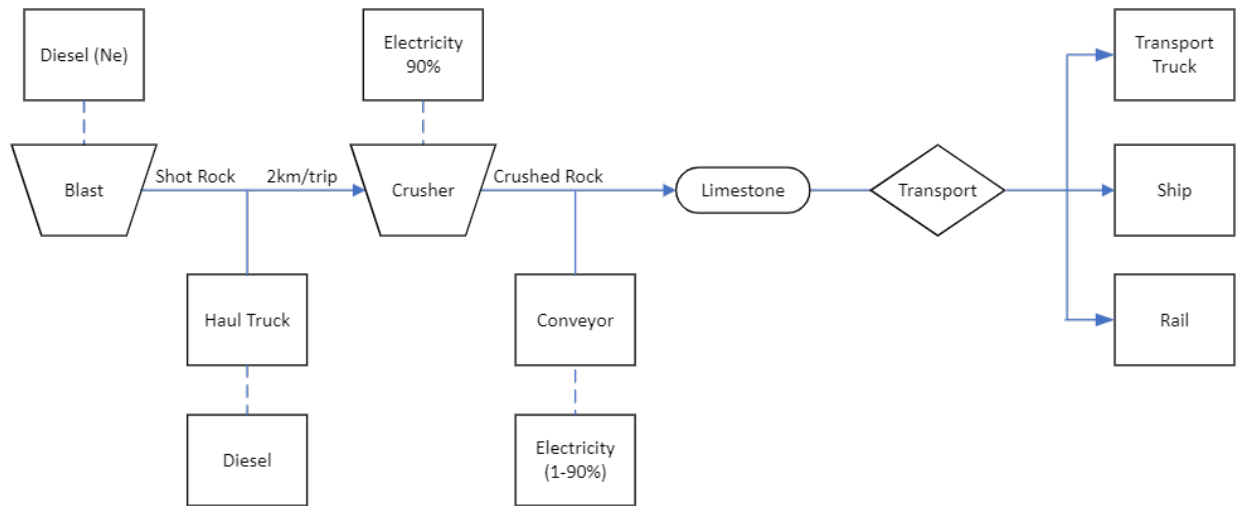 Diesel (Ne)
Electricity
90%
Transport
Truck
Blast
Shot Rock
2km/trip
Crusher
Crushed Rock
Limestone
Transport
Ship
Haul Truck
Conveyor
Rail
Diesel
Electricity
(1-90%)